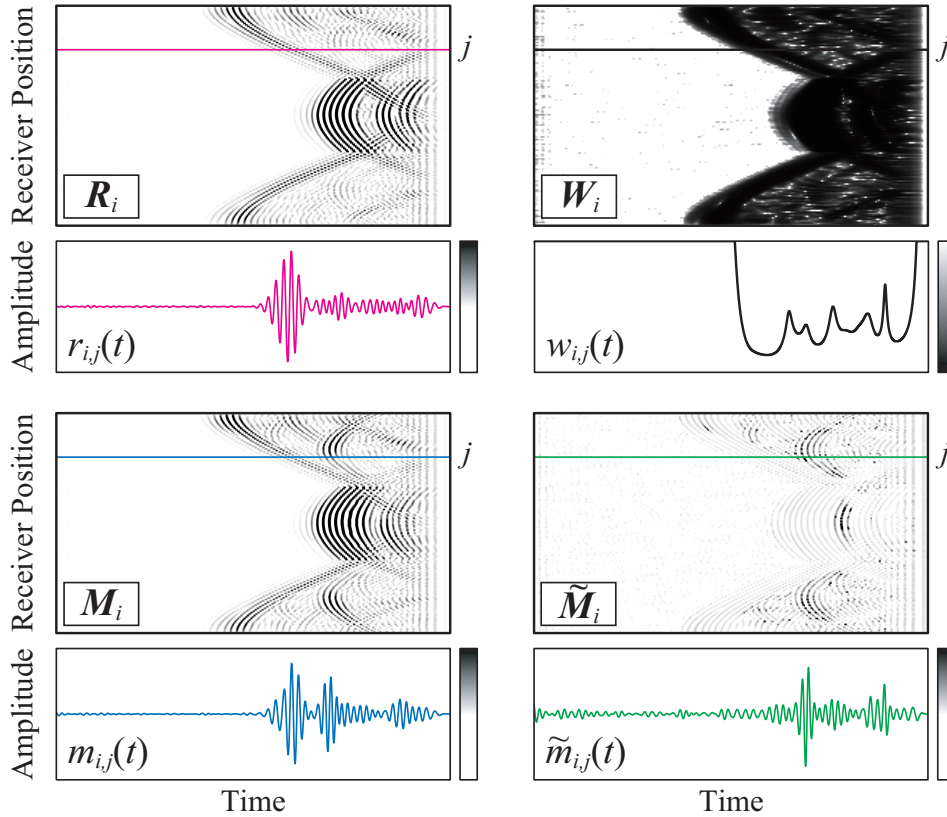 Receiver Position
R_i
j
W_i
j
Amplitude
r_{i,j}(t)
w_{i,j}(t)
Receiver Position
M_i
j
M̃_i
j
Amplitude
m_{i,j}(t)
m̃_{i,j}(t)
Time
Time